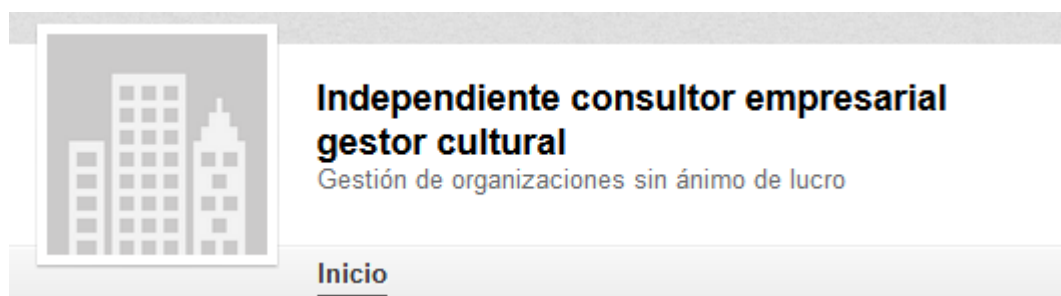 Independiente consultor empresarial
gestor cultural
Gestión de organizaciones sin ánimo de lucro
Inicio